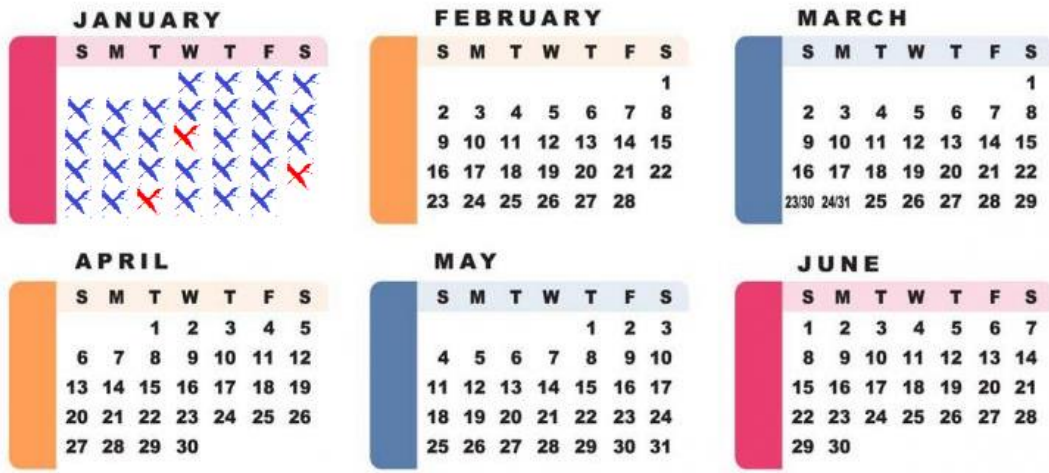 JANUARY
S M T W T F S
FEBRUARY
S M T W T F S
1
2 3 4 5 6 7 8
9 10 11 12 13 14 15
16 17 18 19 20 21 22
23 24 25 26 27 28
MARCH
S M T W T F S
1
2 3 4 5 6 7 8
9 10 11 12 13 14 15
16 17 18 19 20 21 22
23/30 24/31 25 26 27 28 29
APRIL
S M T W T F S
1 2 3 4 5
6 7 8 9 10 11 12
13 14 15 16 17 18 19
20 21 22 23 24 25 26
27 28 29 30
MAY
S M T W T F S
1 2 3
4 5 6 7 8 9 10
11 12 13 14 15 16 17
18 19 20 21 22 23 24
25 26 27 28 29 30 31
JUNE
S M T W T F S
1 2 3 4 5 6 7
8 9 10 11 12 13 14
15 16 17 18 19 20 21
22 23 24 25 26 27 28
29 30